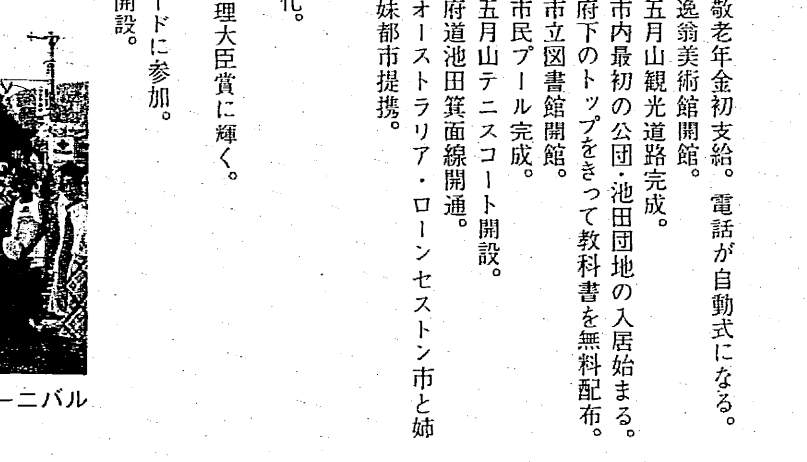 敬老年金初支給。電話が自動式になる。
逸翁美術館開館。
五月山観光道路完成。
市内最初の公団・池田団地の入居始まる。
府下のトップをきって教科書を無料配布。
市立図書館開館。
市民プール完成。
五月山テニスコート開設。
府道池田箕面線開通。
オーストラリア・ローンセストン市と姉
妹都市提携。
化。
理大臣賞に輝く。
ードに参加。
開設。
ーニバル